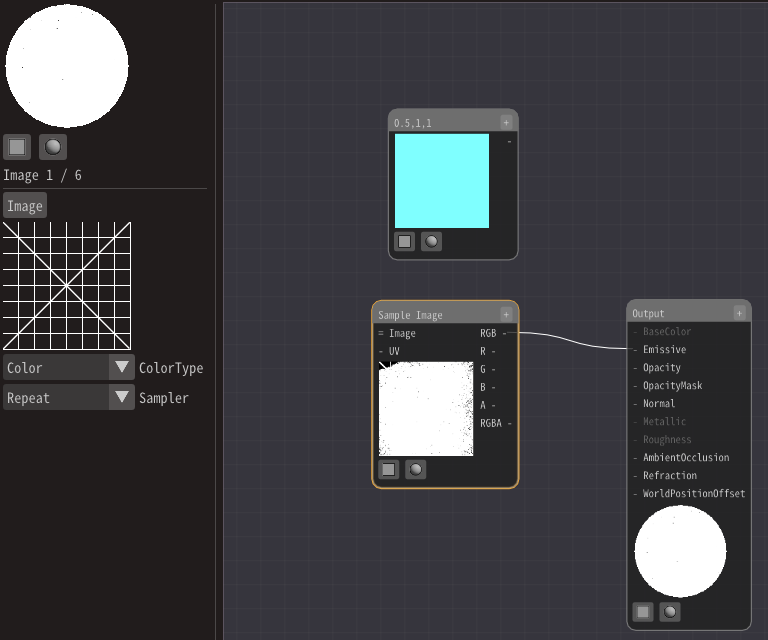 Image 1 / 6
Image
Color
ColorType
Repeat
Sampler
0.5,1,1
+
-
Sample Image
+
= Image
RGB -
- UV
R -
G -
B -
A -
RGBA -
Output
+
- BaseColor
- Emissive
- Opacity
- OpacityMask
- Normal
- Metallic
- Roughness
- AmbientOcclusion
- Refraction
- WorldPositionOffset